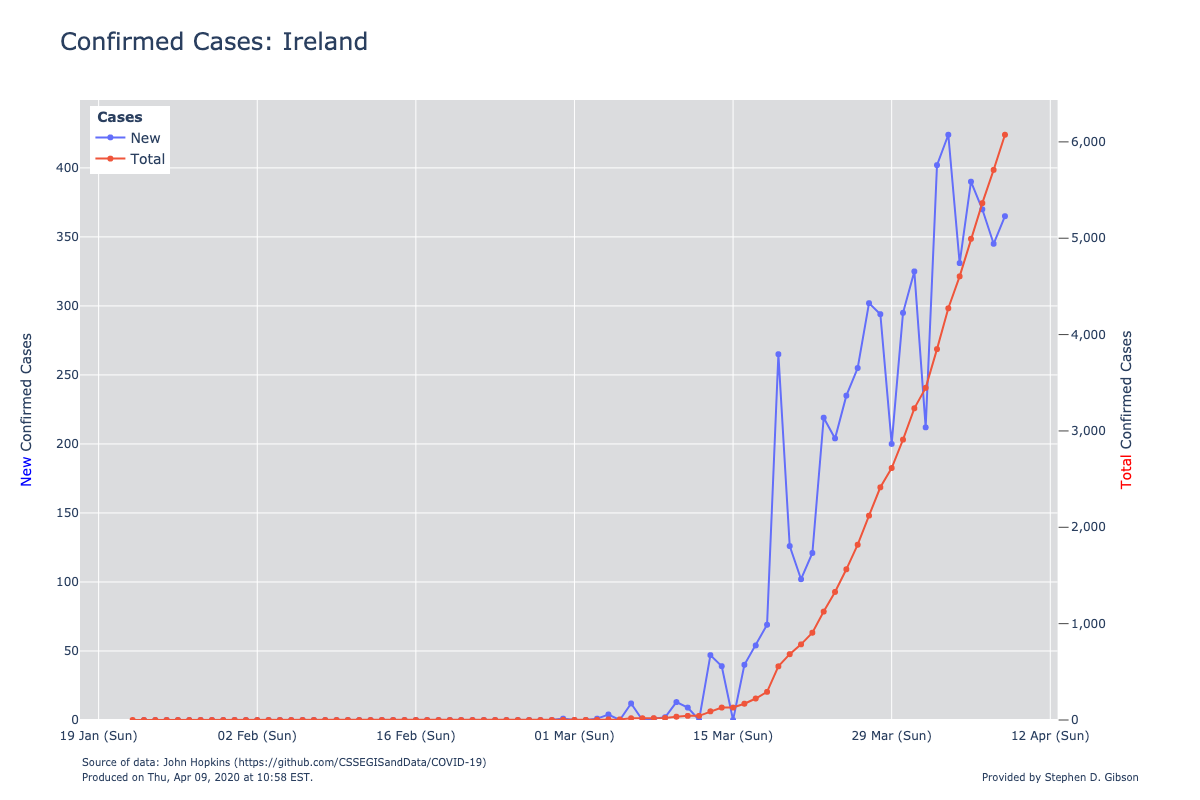 Confirmed Cases: Ireland
Cases
New
Total
400
350
300
250
200
150
100
50
0
New Confirmed Cases
6,000
5,000
4,000
3,000
2,000
1,000
0
Total Confirmed Cases
19 Jan (Sun) 02 Feb (Sun) 16 Feb (Sun) 01 Mar (Sun) 15 Mar (Sun) 29 Mar (Sun) 12 Apr (Sun)
Source of data: John Hopkins (https://github.com/CSSEGISandData/COVID-19)
Produced on Thu, Apr 09, 2020 at 10:58 EST.
Provided by Stephen D. Gibson